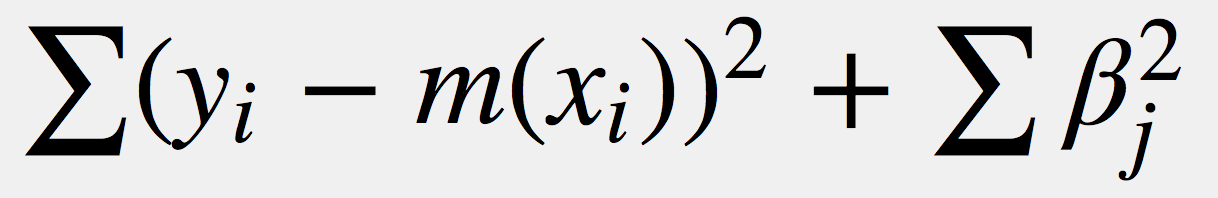 ∑(yᵢ − m(xᵢ))² + ∑ βⱼ²